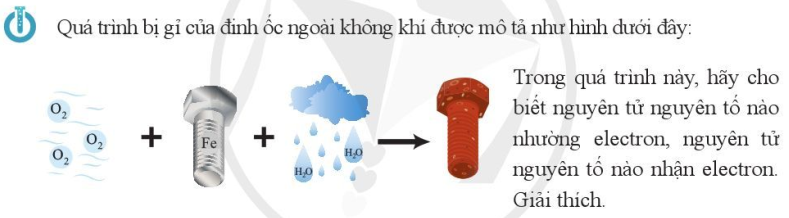 Quá trình bị gỉ của đinh ốc ngoài không khí được mô tả như hình dưới đây:
O₂
O₂
O₂
+
Fe
+
H₂O
H₂O
Trong quá trình này, hãy cho
biết nguyên tử nguyên tố nào
nhường electron, nguyên tử
nguyên tố nào nhận electron.
Giải thích.